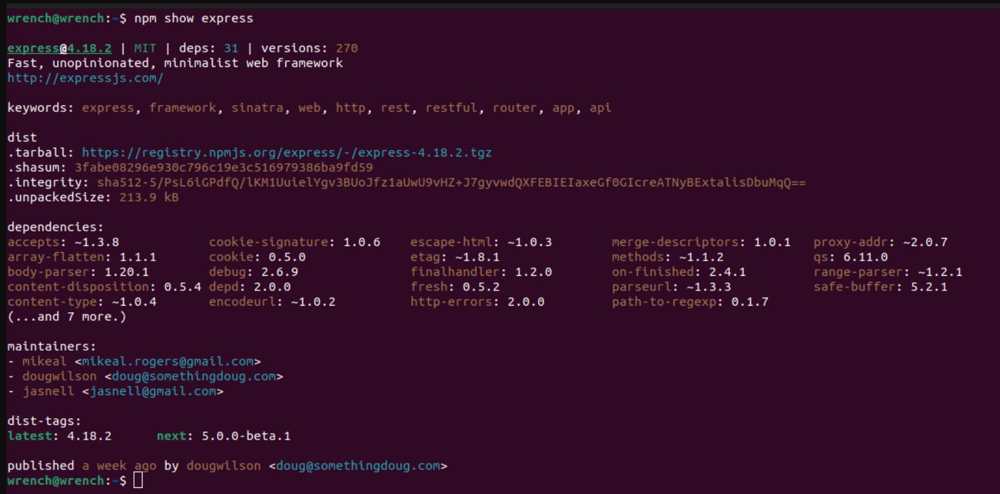 wrench@wrench:~$ npm show express
express@4.18.2 | MIT | deps: 31 | versions: 270
Fast, unopinionated, minimalist web framework
http://expressjs.com/
keywords: express, framework, sinatra, web, http, rest, restful, router, app, api
dist
.tarball: https://registry.npmjs.org/express/-/express-4.18.2.tgz
.shasum: 3fabe08296e930c796c19e3c516979386ba9fd59
.integrity: sha512-5/PsL6iGPdfQ/lKM1UuielYgv3BUoJfz1aUwU9vHZ+J7gyvwdQXFEBIEIaxeGf0GIcreATNyBExtalisDbuMqQ==
.unpackedSize: 213.9 kB
dependencies:
accepts: ~1.3.8 cookie-signature: 1.0.6 escape-html: ~1.0.3 merge-descriptors: 1.0.1 proxy-addr: ~2.0.7
array-flatten: 1.1.1 cookie: 0.5.0 etag: ~1.8.1 methods: ~1.1.2 qs: 6.11.0
body-parser: 1.20.1 debug: 2.6.9 finalhandler: 1.2.0 on-finished: 2.4.1 range-parser: ~1.2.1
content-disposition: 0.5.4 depd: 2.0.0 fresh: 0.5.2 parseurl: ~1.3.3 safe-buffer: 5.2.1
content-type: ~1.0.4 encodeurl: ~1.0.2 http-errors: 2.0.0 path-to-regexp: 0.1.7
(...and 7 more.)
maintainers:
- mikeal <mikeal.rogers@gmail.com>
- dougwilson <doug@somethingdoug.com>
- jasnell <jasnell@gmail.com>
dist-tags:
latest: 4.18.2 next: 5.0.0-beta.1
published a week ago by dougwilson <doug@somethingdoug.com>
wrench@wrench:~$